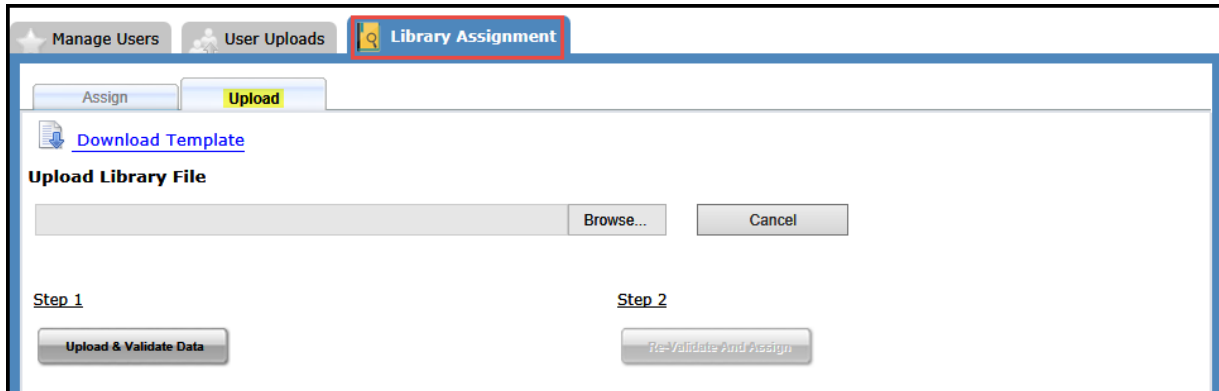 Manage Users User Uploads Library Assignment
Assign Upload
Download Template
Upload Library File
Browse... Cancel
Step 1 Step 2
Upload & Validate Data Re-Validate And Assign